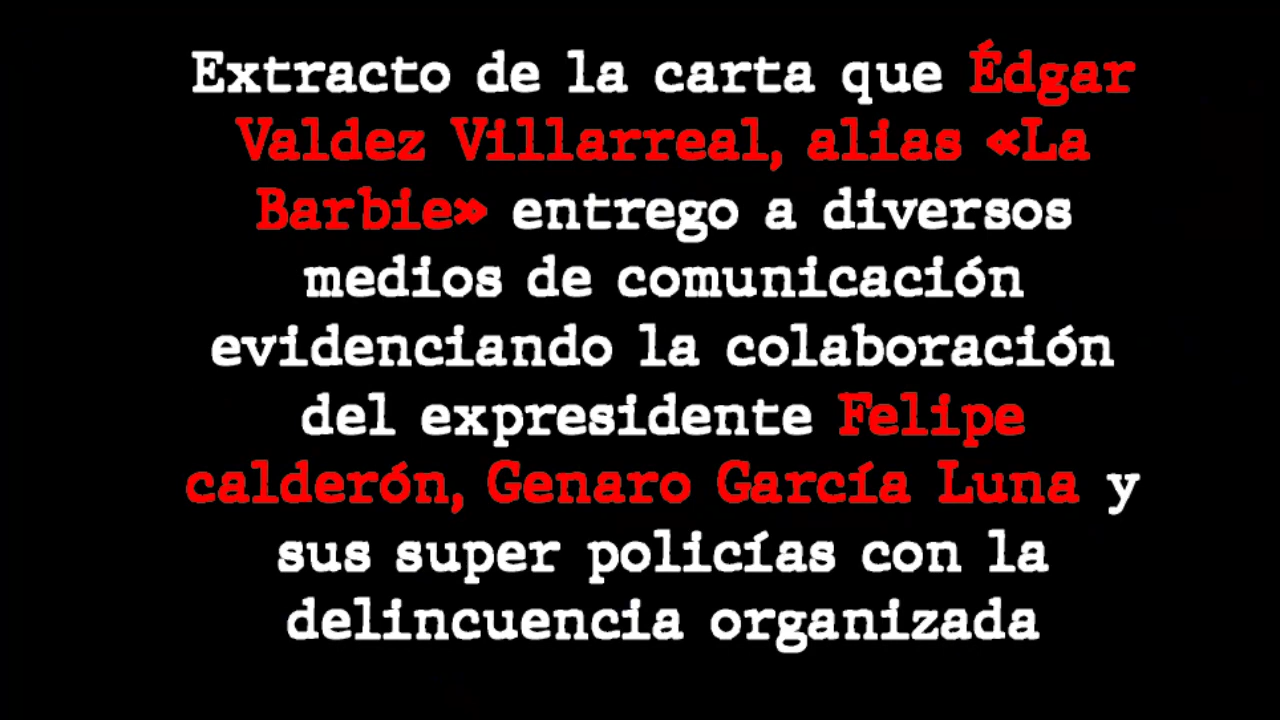 Extracto de la carta que Édgar
Valdez Villarreal, alias «La
Barbie» entrego a diversos
medios de comunicación
evidenciando la colaboración
del expresidente Felipe
calderón, Genaro García Luna y
sus super policías con la
delincuencia organizada